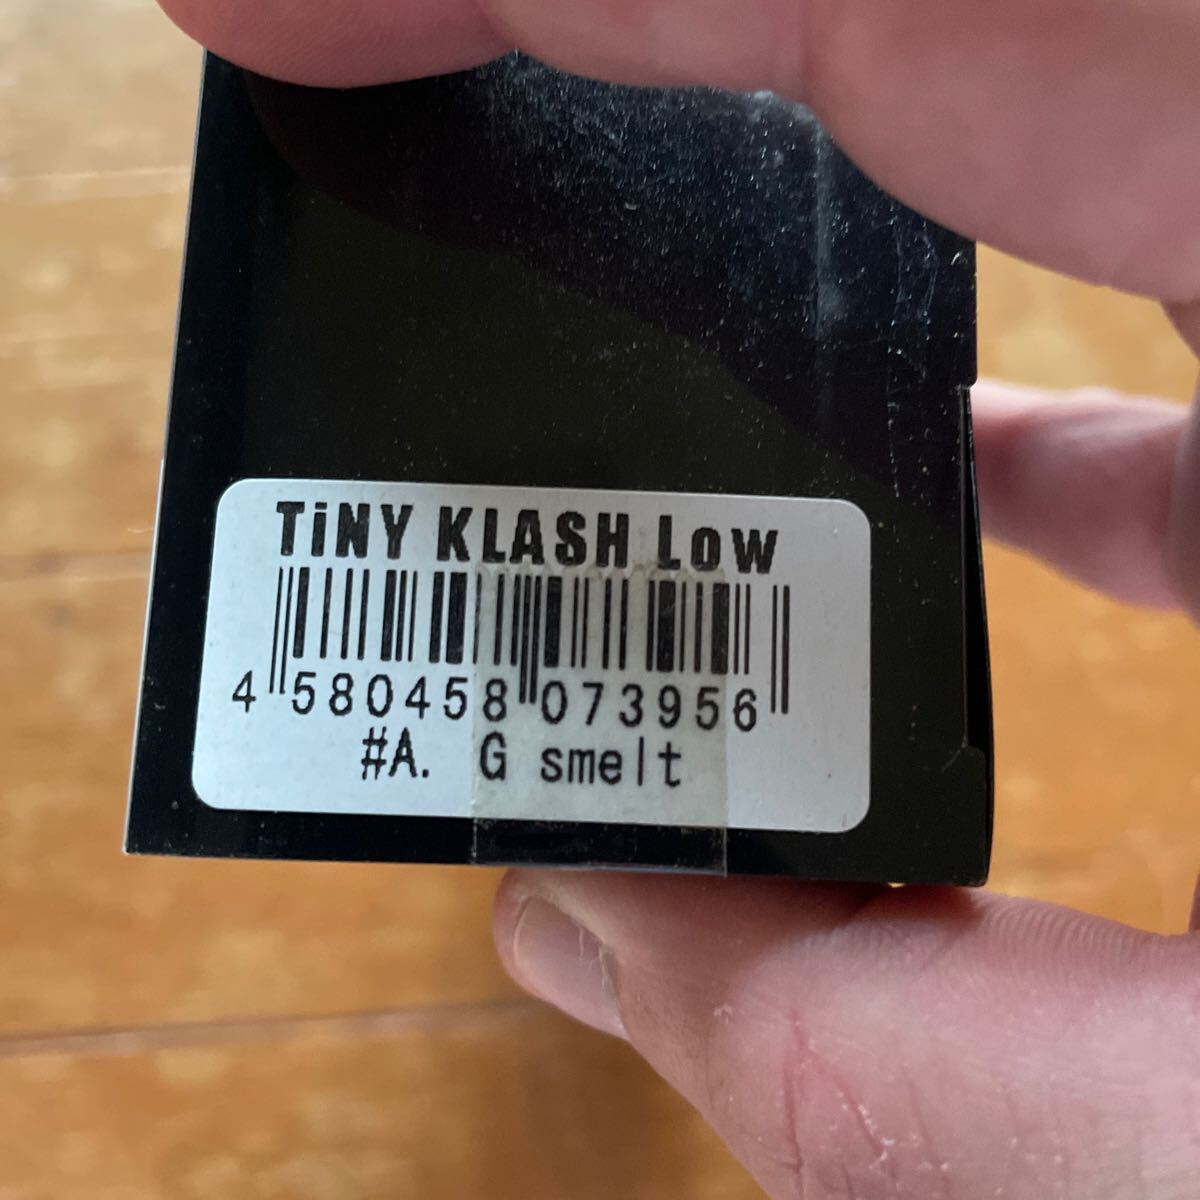 TiNY KLASH Low
4 580458 073956
#A. G smelt